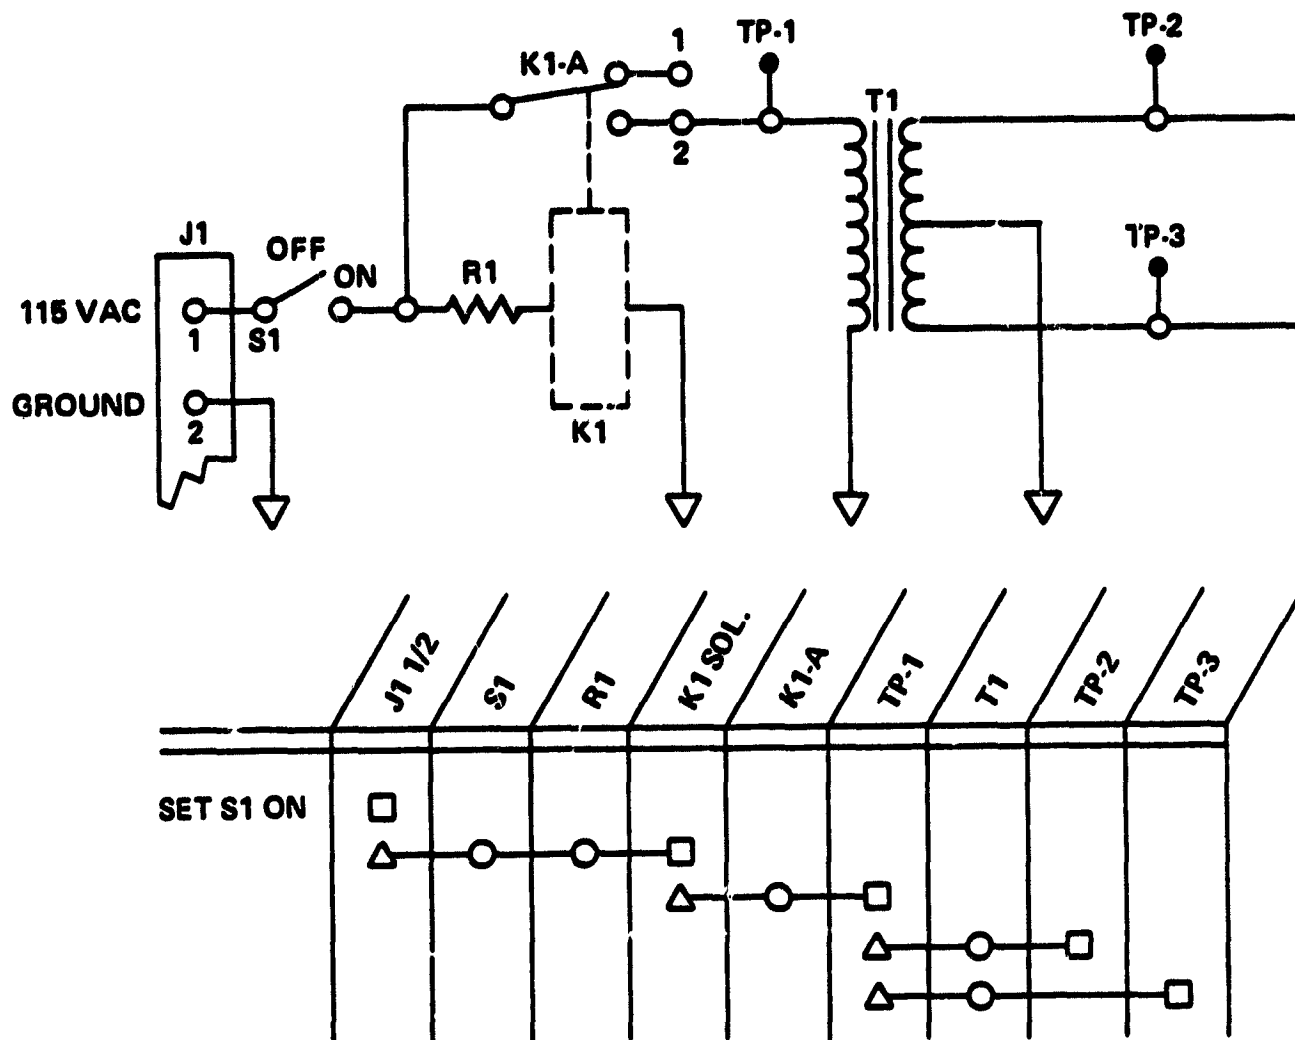 TP-2
1
TP-1
K1-A
T1
2
TP-3
J1
OFF
ON
R1
115 VAC
1
S1
GROUND
2
K1
J1 1/2
S1
R1
K1 SOL.
K1-A
TP-1
T1
TP-2
TP-3
SET S1 ON